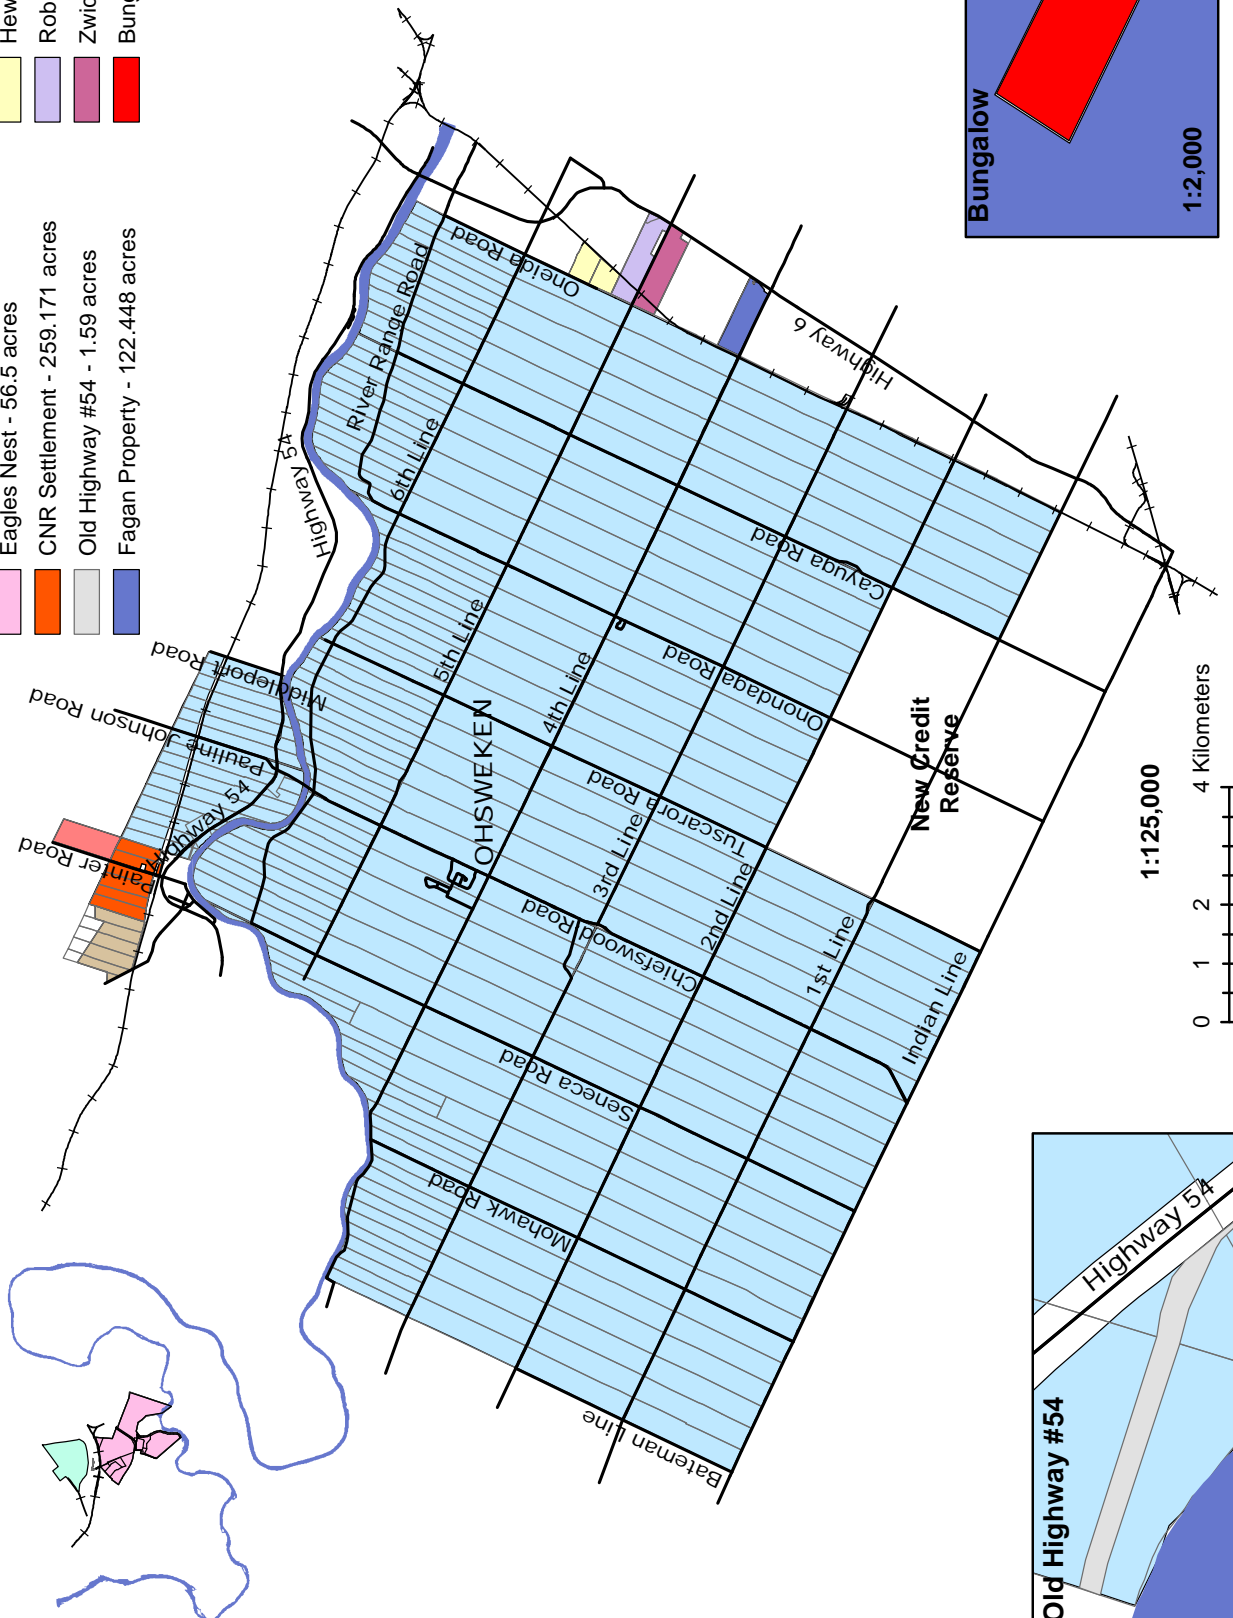 Hew
Rob
Zwic
Bung
Eagles Nest - 56.5 acres
CNR Settlement - 259.171 acres
Old Highway #54 - 1.59 acres
Fagan Property - 122.448 acres
Bungalow
1:2,000
Painter Road
Pauline Johnson Road
Middleport Road
Highway 54
Highway 54
River Range Road
Oneida Road
Highway 6
6th Line
5th Line
4th Line
3rd Line
2nd Line
1st Line
Indian Line
OHSWEKEN
Cayuga Road
Onondaga Road
Tuscarora Road
Chiefswood Road
Seneca Road
Mohawk Road
Bateman Line
New Credit
Reserve
1:125,000
0 1 2 4 Kilometers
Old Highway #54
Highway 54